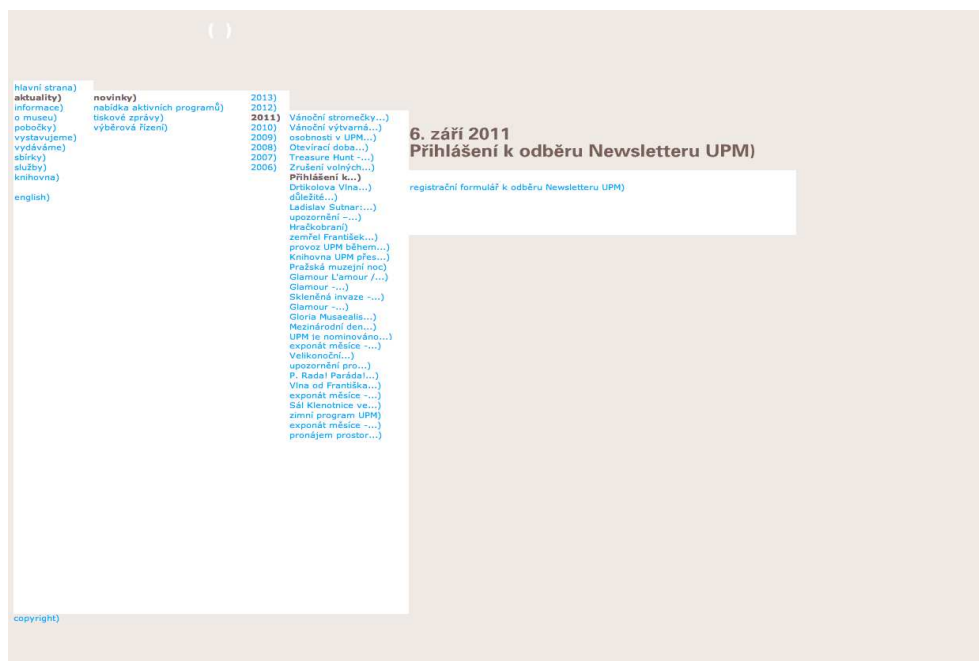 ( )
hlavní strana)
aktuality)
informace)
o museu)
pobočky)
vystavujeme)
vydáváme)
sbírky)
služby)
knihovna)
english)
novinky)
nabídka aktivních programů)
tiskové zprávy)
výběrová řízení)
2013)
2012)
2011)
2010)
2009)
2008)
2007)
2006)
Vánoční stromečky...)
Vánoční výtvarná...)
osobnosti v UPM...)
Otevírací doba...)
Treasure Hunt -...)
Zrušení volných...)
Přihlášení k...)
Drtikolova Vlna...)
důležité...)
Ladislav Sutnar:...)
upozornění –...)
Hračkobraní)
zemřel František...)
provoz UPM během...)
Knihovna UPM přes...)
Pražská muzejní noc)
Glamour L'amour /...)
Glamour -...)
Skleněná invaze -...)
Glamour -...)
Gloria Musaealis...)
Mezinárodní den...)
UPM je nominováno...)
exponát měsíce -...)
Velikonoční...)
upozornění pro...)
P. Rada! Paráda!...)
Vlna od Františka...)
exponát měsíce -...)
Sál Klenotnice ve...)
zimní program UPM)
exponát měsíce -...)
pronájem prostor...)
6. září 2011
Přihlášení k odběru Newsletteru UPM)
registrační formulář k odběru Newsletteru UPM)
copyright)